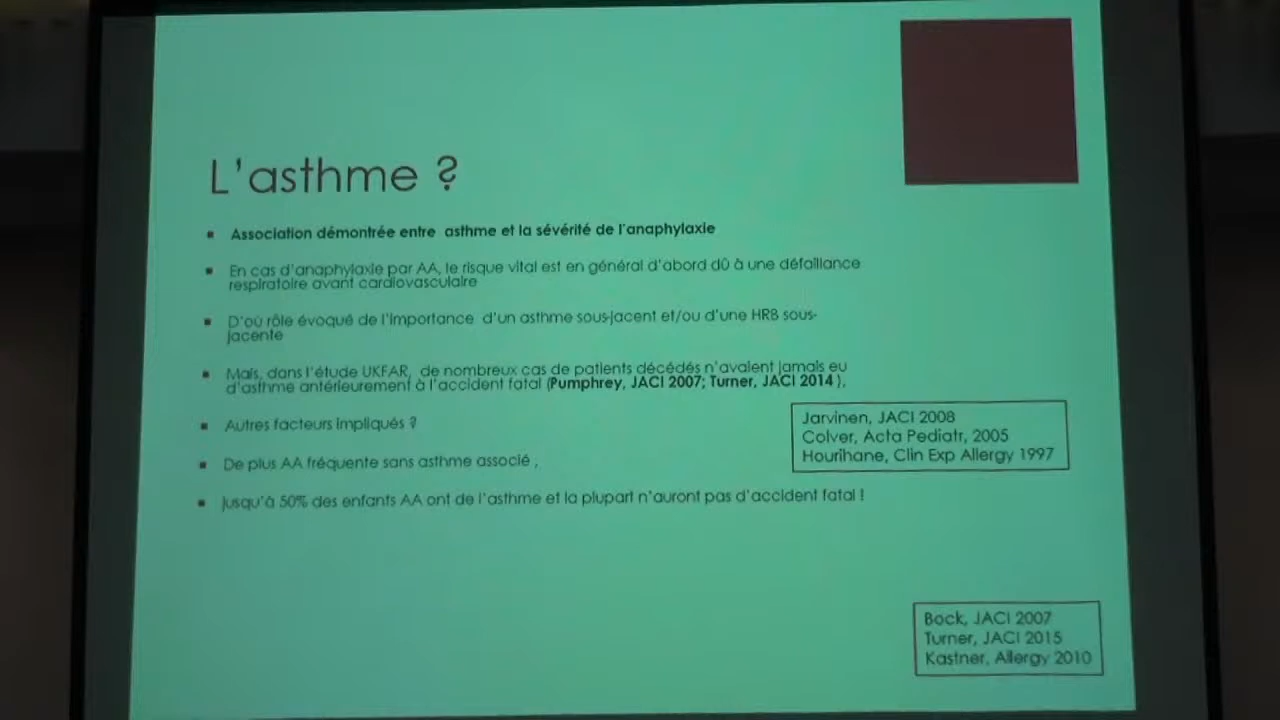 L'asthme ?
Association démontrée entre asthme et la sévérité de l'anaphylaxie
En cas d'anaphylaxie par AA, le risque vital est en général d'abord dû à une défaillance
respiratoire avant cardiovasculaire
D'où rôle évoqué de l'importance d'un asthme sous-jacent et/ou d'une HRB sous-
jacente
Mais, dans l'étude UKFAR, de nombreux cas de patients décédés n'avaient jamais eu
d'asthme antérieurement à l'accident fatal (Pumphrey, JACI 2007; Turner, JACI 2014 ),
Autres facteurs impliqués ?
De plus AA fréquente sans asthme associé ,
Jusqu'à 50% des enfants AA ont de l'asthme et la plupart n'auront pas d'accident fatal !
Jarvinen, JACI 2008
Colver, Acta Pediatr, 2005
Hourihane, Clin Exp Allergy 1997
Bock, JACI 2007
Turner, JACI 2015
Kastner, Allergy 2010